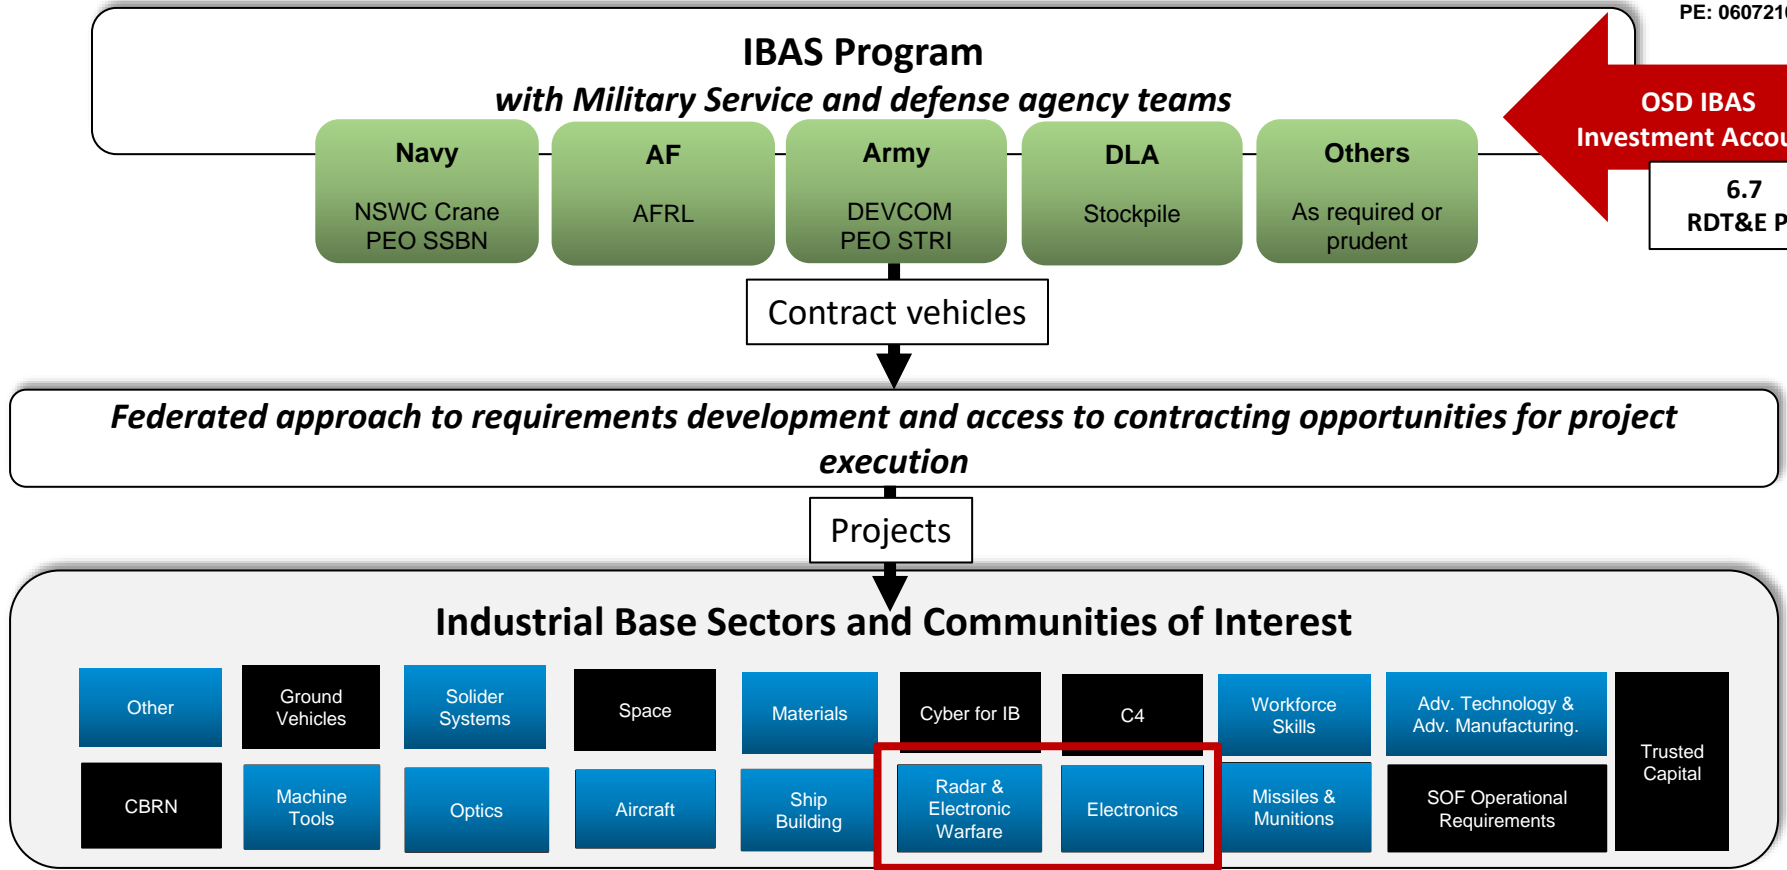 PE: 060721
IBAS Program
with Military Service and defense agency teams
OSD IBAS
Investment Accou
6.7
RDT&E P
Navy
NSWC Crane
PEO SSBN
AF
AFRL
Army
DEVCOM
PEO STRI
DLA
Stockpile
Others
As required or
prudent
Contract vehicles
Federated approach to requirements development and access to contracting opportunities for project
execution
Projects
Industrial Base Sectors and Communities of Interest
Other
Ground
Vehicles
Solider
Systems
Space
Materials
Cyber for IB
C4
Workforce
Skills
Adv. Technology &
Adv. Manufacturing.
Trusted
Capital
CBRN
Machine
Tools
Optics
Aircraft
Ship
Building
Radar &
Electronic
Warfare
Electronics
Missiles &
Munitions
SOF Operational
Requirements